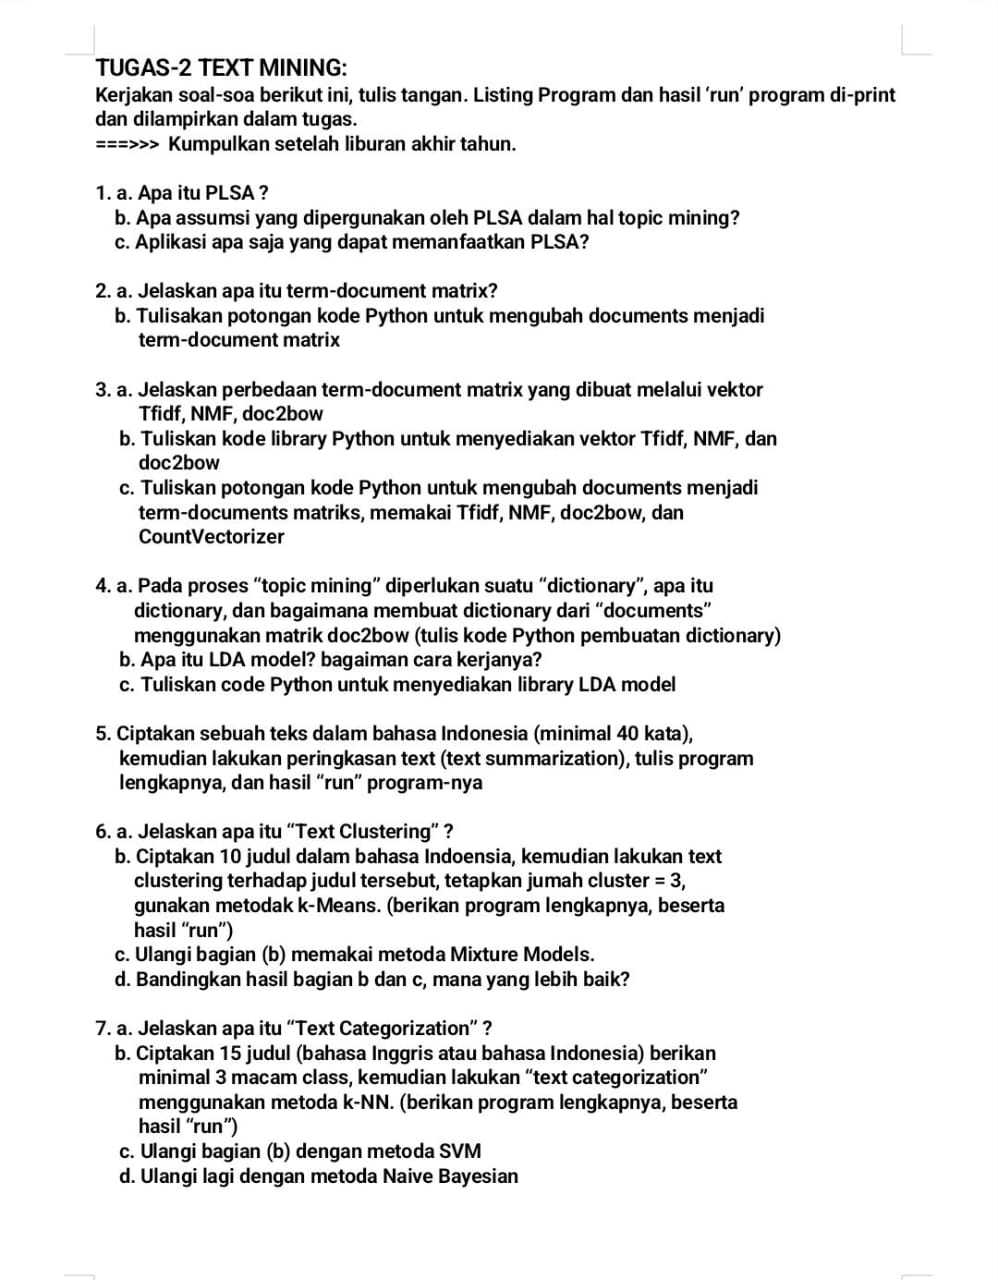 TUGAS-2 TEXT MINING:
Kerjakan soal-soa berikut ini, tulis tangan. Listing Program dan hasil ‘run’ program di-print
dan dilampirkan dalam tugas.
===>>> Kumpulkan setelah liburan akhir tahun.
1. a. Apa itu PLSA ?
b. Apa assumsi yang dipergunakan oleh PLSA dalam hal topic mining?
c. Aplikasi apa saja yang dapat memanfaatkan PLSA?
2. a. Jelaskan apa itu term-document matrix?
b. Tulisakan potongan kode Python untuk mengubah documents menjadi
term-document matrix
3. a. Jelaskan perbedaan term-document matrix yang dibuat melalui vektor
Tfidf, NMF, doc2bow
b. Tuliskan kode library Python untuk menyediakan vektor Tfidf, NMF, dan
doc2bow
c. Tuliskan potongan kode Python untuk mengubah documents menjadi
term-documents matriks, memakai Tfidf, NMF, doc2bow, dan
CountVectorizer
4. a. Pada proses “topic mining” diperlukan suatu “dictionary”, apa itu
dictionary, dan bagaimana membuat dictionary dari “documents”
menggunakan matrik doc2bow (tulis kode Python pembuatan dictionary)
b. Apa itu LDA model? bagaiman cara kerjanya?
c. Tuliskan code Python untuk menyediakan library LDA model
5. Ciptakan sebuah teks dalam bahasa Indonesia (minimal 40 kata),
kemudian lakukan peringkasan text (text summarization), tulis program
lengkapnya, dan hasil “run” program-nya
6. a. Jelaskan apa itu “Text Clustering” ?
b. Ciptakan 10 judul dalam bahasa Indoensia, kemudian lakukan text
clustering terhadap judul tersebut, tetapkan jumah cluster = 3,
gunakan metodak k-Means. (berikan program lengkapnya, beserta
hasil “run”)
c. Ulangi bagian (b) memakai metoda Mixture Models.
d. Bandingkan hasil bagian b dan c, mana yang lebih baik?
7. a. Jelaskan apa itu “Text Categorization” ?
b. Ciptakan 15 judul (bahasa Inggris atau bahasa Indonesia) berikan
minimal 3 macam class, kemudian lakukan “text categorization”
menggunakan metoda k-NN. (berikan program lengkapnya, beserta
hasil “run”)
c. Ulangi bagian (b) dengan metoda SVM
d. Ulangi lagi dengan metoda Naive Bayesian